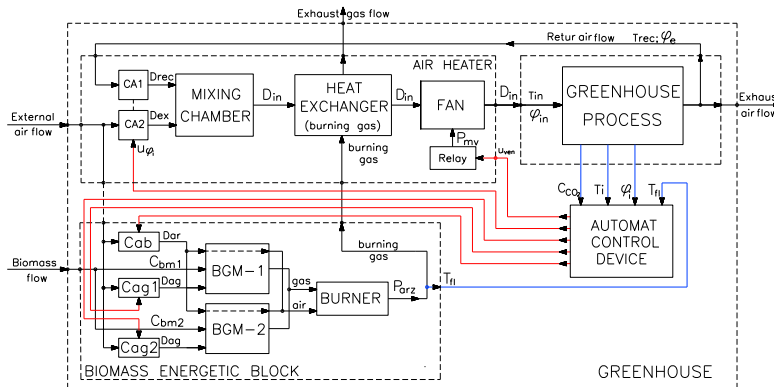 Exhaust gas flow
Retur air flow Trec; φe
AIR HEATER
CA1
Drec
MIXING
CHAMBER
Din
HEAT
EXCHANGER
(burning gas)
Din
FAN
Din
Tin
φin
GREENHOUSE
PROCESS
Exhaus
air flow
External
air flow
CA2
Dex
uφi
burning
gas
Pmv
Relay
uven
CCO2
Ti
φi
Tfl
AUTOMAT
CONTROL
DEVICE
Biomass
flow
Cab
Dar
Cbm1
Cag1
Dag
BGM-1
Cbm2
Cag2
Dag
BGM-2
gas
air
BURNER
burning
gas
Parz
Tfl
BIOMASS ENERGETIC BLOCK
GREENHOUSE